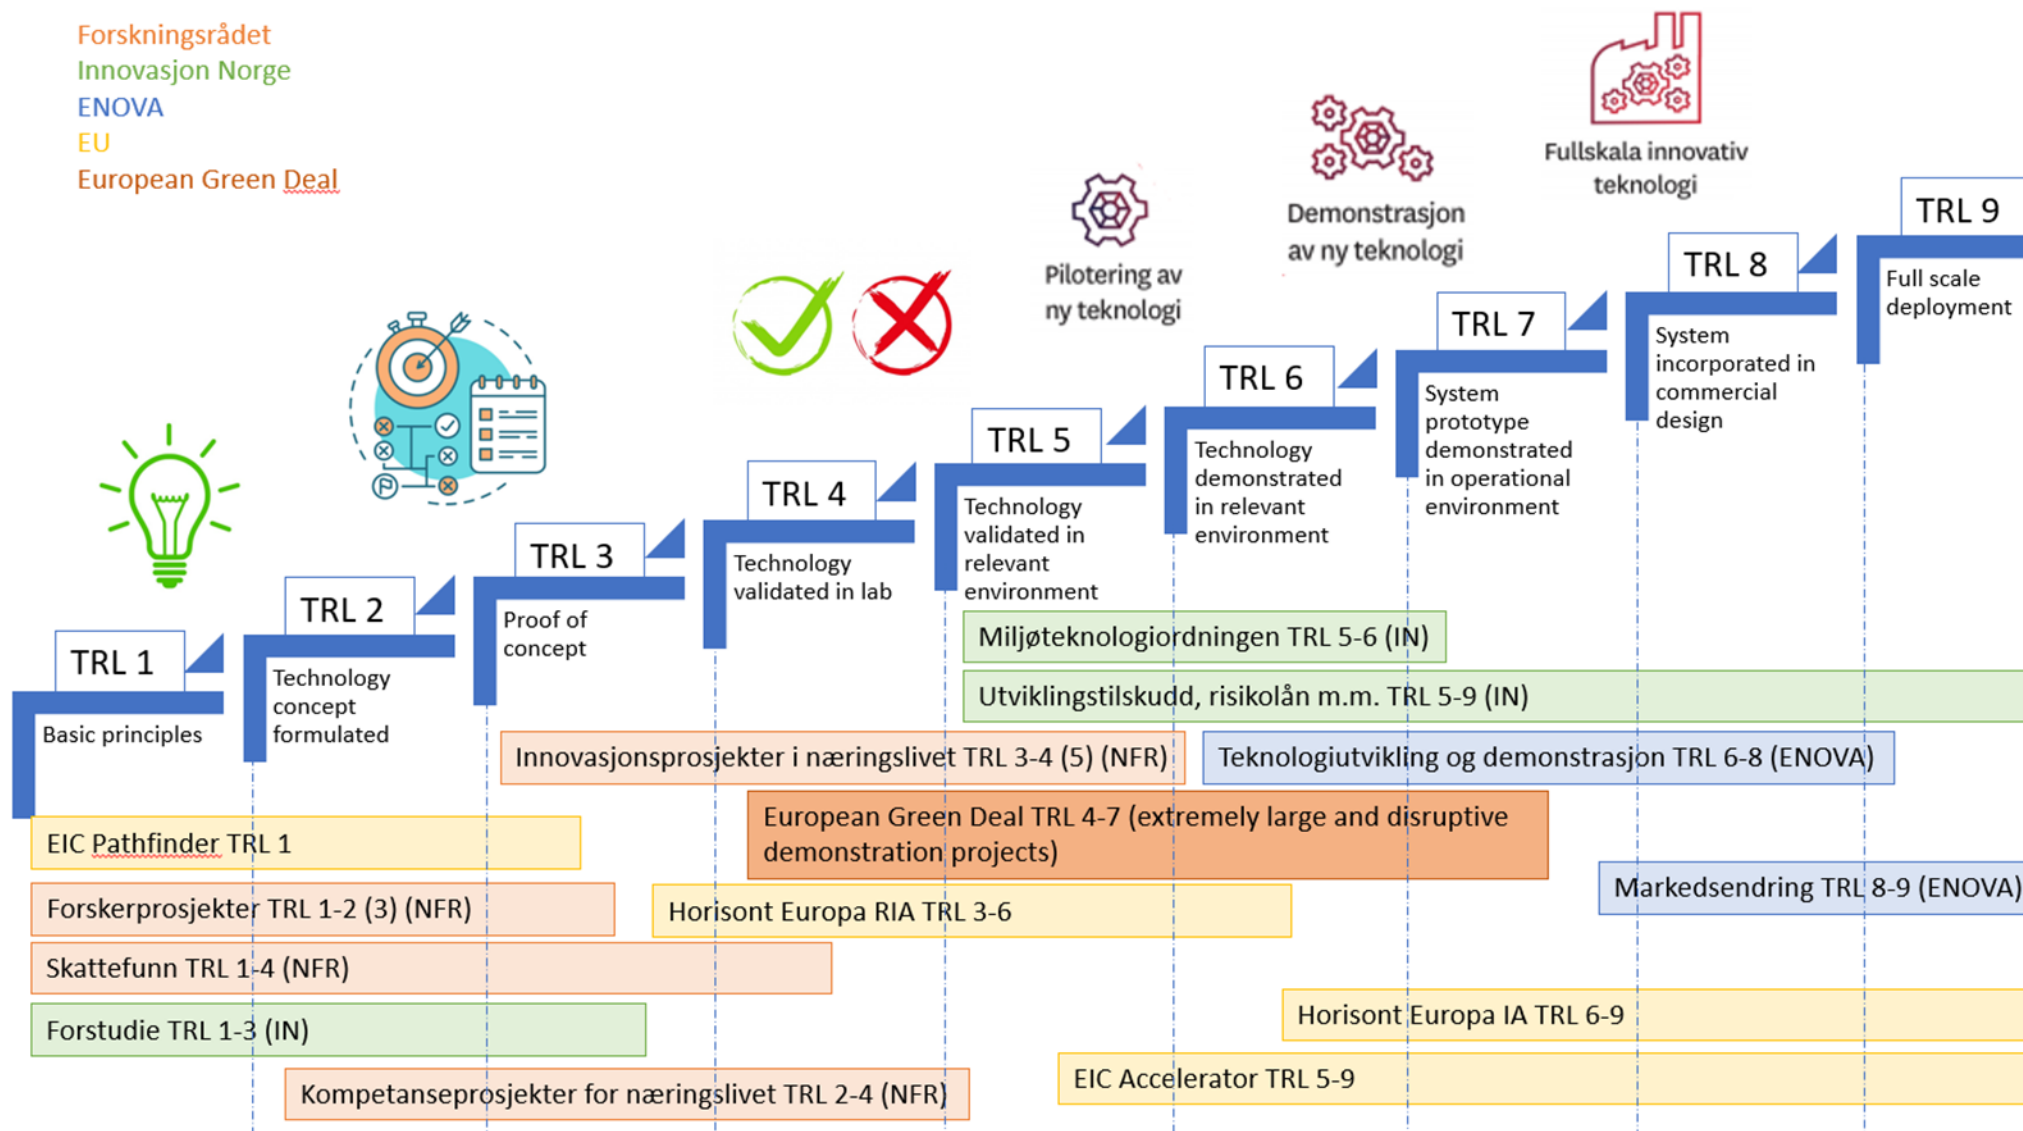 Forskningsrådet
Innovasjon Norge
ENOVA
EU
European Green Deal
Fullskala innovativ
teknologi
Demonstrasjon
av ny teknologi
Pilotering av
ny teknologi
TRL 1
Basic principles
TRL 2
Technology
concept
formulated
TRL 3
Proof of
concept
TRL 4
Technology
validated in lab
TRL 5
Technology
validated in
relevant
environment
TRL 6
Technology
demonstrated
in relevant
environment
TRL 7
System
prototype
demonstrated
in operational
environment
TRL 8
System
incorporated in
commercial
design
TRL 9
Full scale
deployment
Miljøteknologiordningen TRL 5-6 (IN)
Utviklingstilskudd, risikolån m.m. TRL 5-9 (IN)
Innovasjonsprosjekter i næringslivet TRL 3-4 (5) (NFR)
Teknologiutvikling og demonstrasjon TRL 6-8 (ENOVA)
European Green Deal TRL 4-7 (extremely large and disruptive
demonstration projects)
EIC Pathfinder TRL 1
Markedsendring TRL 8-9 (ENOVA)
Forskerprosjekter TRL 1-2 (3) (NFR)
Horisont Europa RIA TRL 3-6
Skattefunn TRL 1-4 (NFR)
Horisont Europa IA TRL 6-9
Forstudie TRL 1-3 (IN)
EIC Accelerator TRL 5-9
Kompetanseprosjekter for næringslivet TRL 2-4 (NFR)